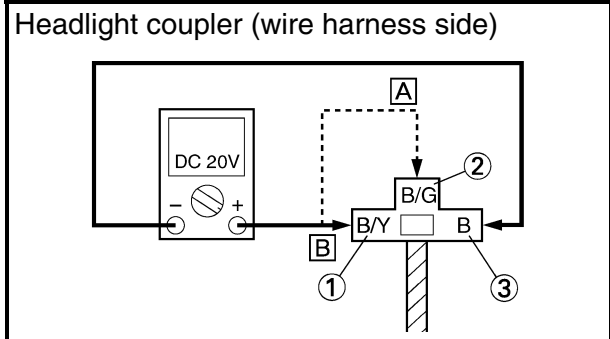 Headlight coupler (wire harness side)
A
DC 20V
②
B/G
− +
B/Y B
B
① ③